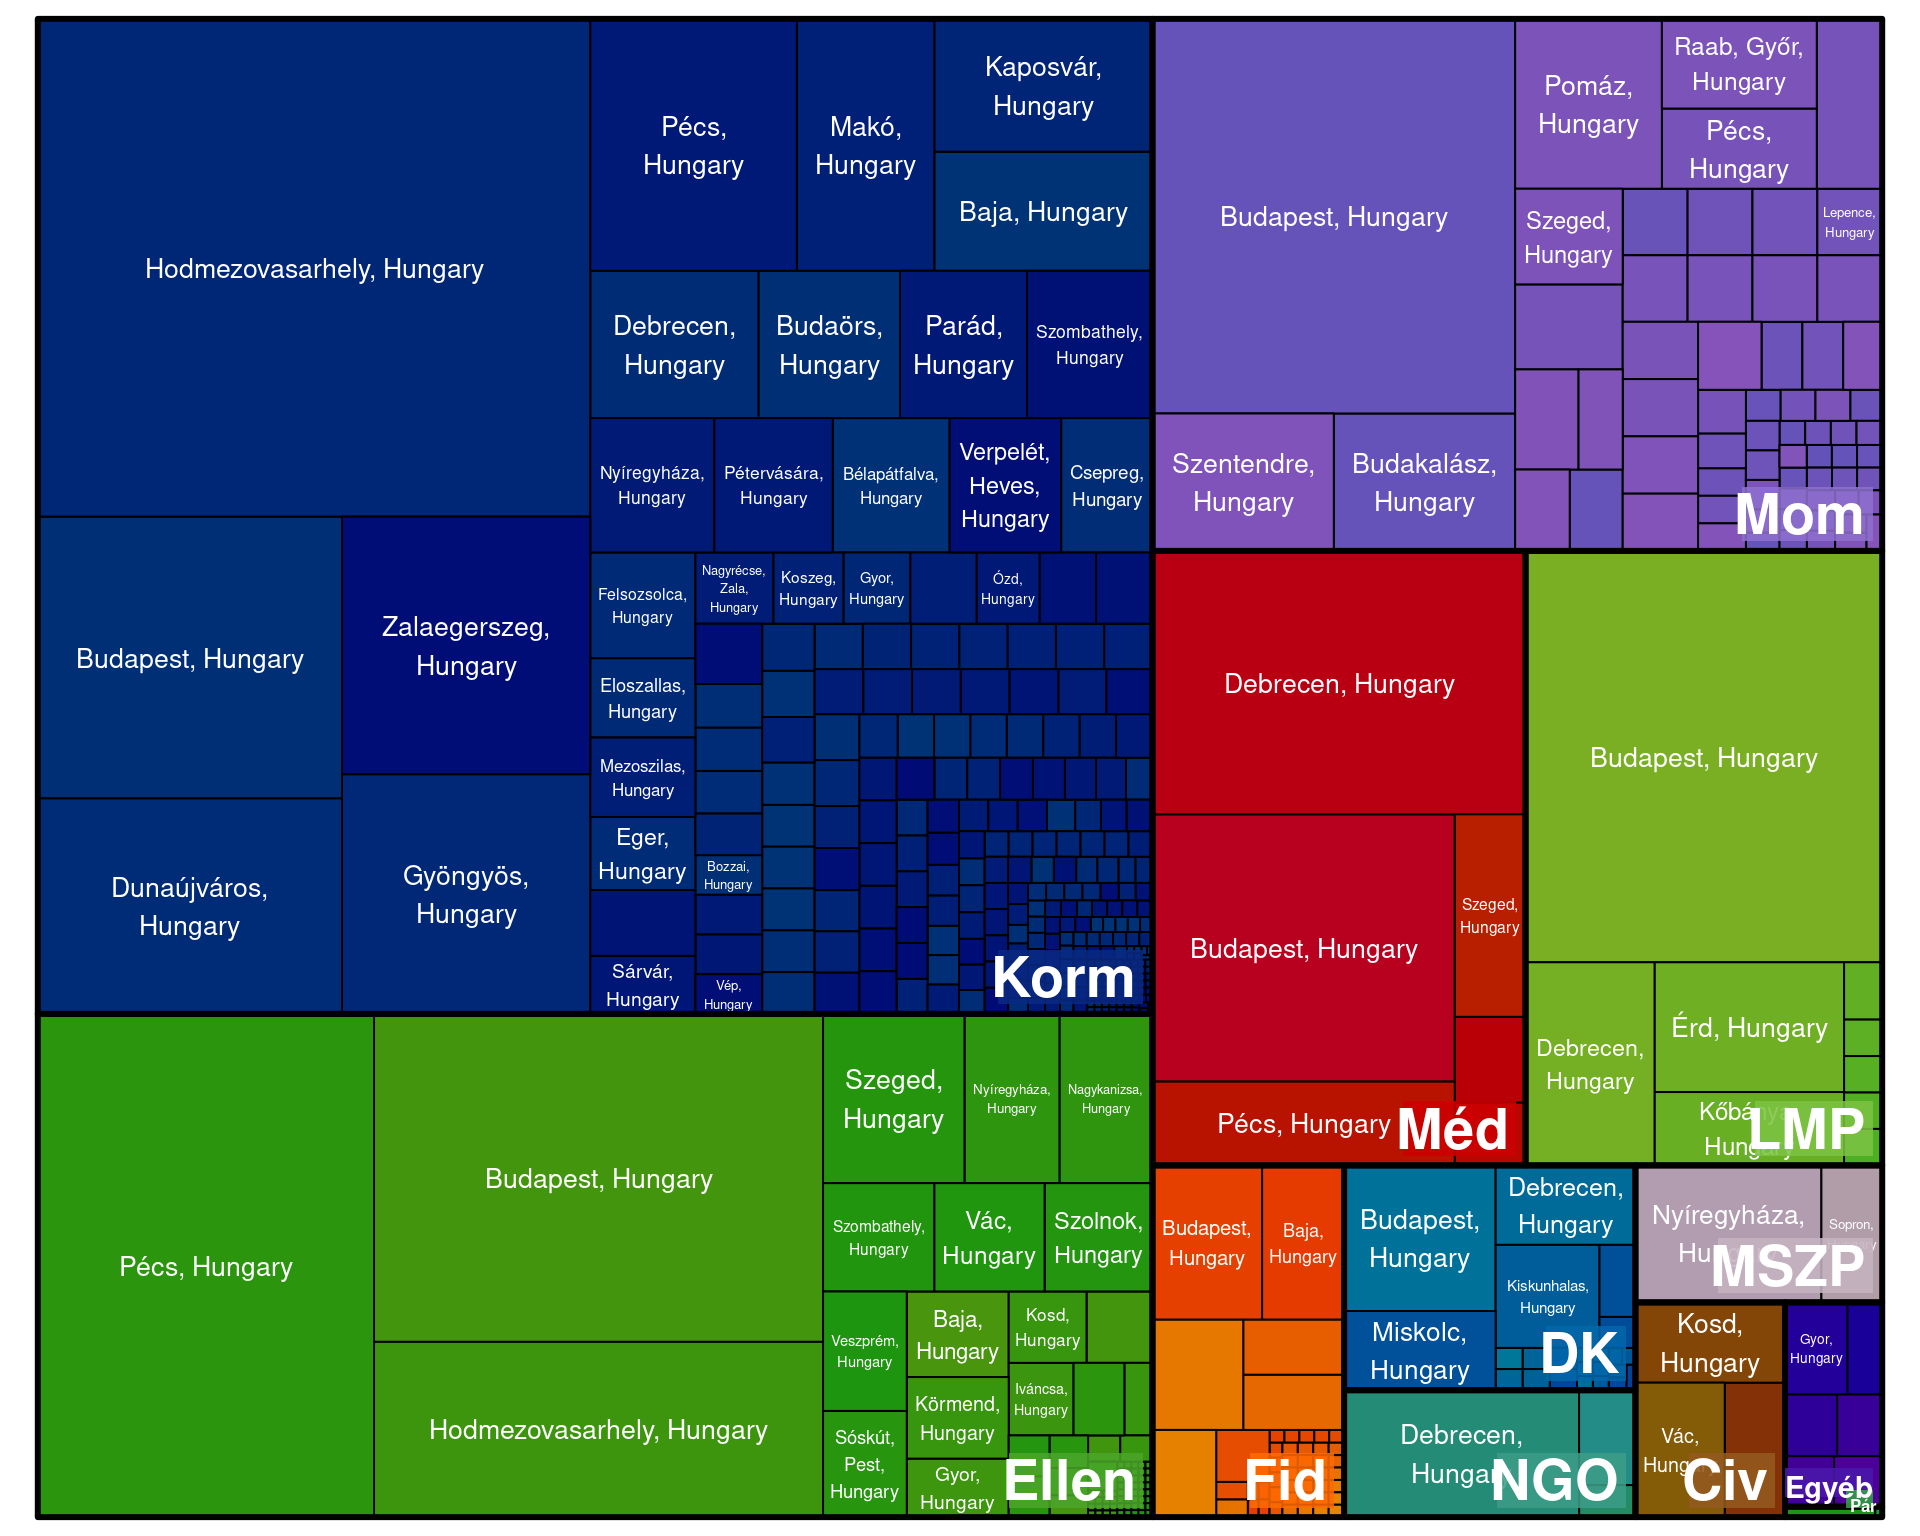 Hodmezovasarhely, Hungary
Budapest, Hungary
Zalaegerszeg,
Hungary
Dunaújváros,
Hungary
Gyöngyös,
Hungary
Pécs,
Hungary
Makó,
Hungary
Kaposvár,
Hungary
Baja, Hungary
Debrecen,
Hungary
Budaörs,
Hungary
Parád,
Hungary
Szombathely,
Hungary
Nyíregyháza,
Hungary
Pétervására,
Hungary
Bélapátfalva,
Hungary
Verpelét,
Heves,
Hungary
Csepreg,
Hungary
Felsozsolca,
Hungary
Nagyrécse,
Zala,
Hungary
Koszeg,
Hungary
Gyor,
Hungary
Ózd,
Hungary
Eloszallas,
Hungary
Mezoszilas,
Hungary
Eger,
Hungary
Bozzai,
Hungary
Sárvár,
Hungary
Vép,
Hungary
Korm
Budapest, Hungary
Pomáz,
Hungary
Raab, Győr,
Hungary
Pécs,
Hungary
Szeged,
Hungary
Lepence,
Hungary
Szentendre,
Hungary
Budakalász,
Hungary
Mom
Debrecen, Hungary
Budapest, Hungary
Szeged,
Hungary
Pécs, Hungary
Méd
Budapest, Hungary
Debrecen,
Hungary
Érd, Hungary
Kőbánya,
Hungary
LMP
Pécs, Hungary
Budapest, Hungary
Hodmezovasarhely, Hungary
Szeged,
Hungary
Nyíregyháza,
Hungary
Nagykanizsa,
Hungary
Szombathely,
Hungary
Vác,
Hungary
Szolnok,
Hungary
Veszprém,
Hungary
Baja,
Hungary
Kosd,
Hungary
Körmend,
Hungary
Iváncsa,
Hungary
Sóskút,
Pest,
Hungary
Gyor,
Hungary
Ellen
Budapest,
Hungary
Baja,
Hungary
Fid
Budapest,
Hungary
Debrecen,
Hungary
Kiskunhalas,
Hungary
Miskolc,
Hungary
DK
Debrecen,
Hungary
NGO
Nyíregyháza,
Hungary
Sopron,
MSZP
Kosd,
Hungary
Vác,
Hungary
Civ
Gyor,
Hungary
Egyéb
Pár